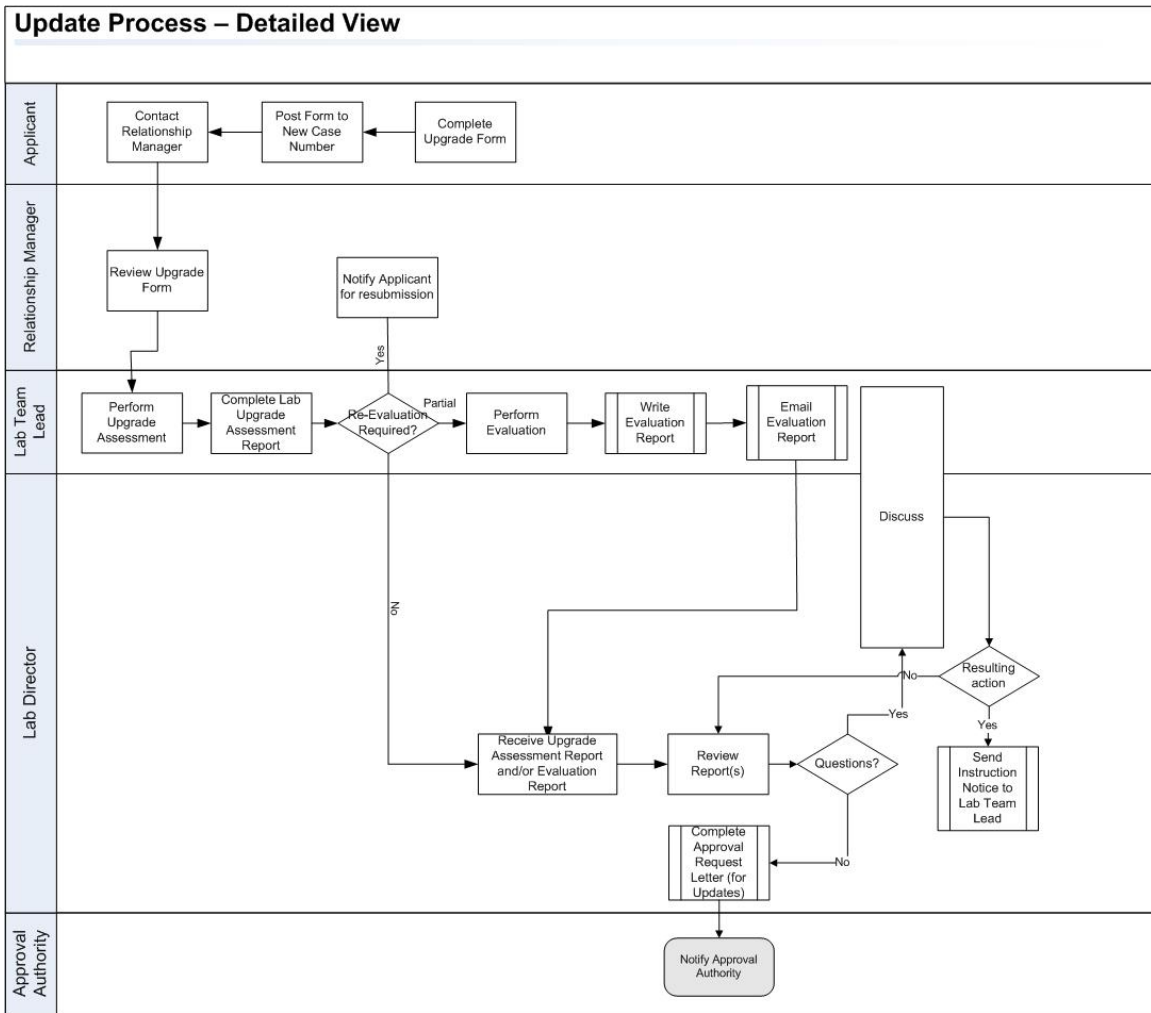 Update Process – Detailed View
Applicant
Contact
Relationship
Manager
Post Form to
New Case
Number
Complete
Upgrade Form
Relationship Manager
Review Upgrade
Form
Notify Applicant
for resubmission
Yes
Lab Team
Lead
Perform
Upgrade
Assessment
Complete Lab
Upgrade
Assessment
Report
Re-Evaluation
Required?
Partial
Perform
Evaluation
Write
Evaluation
Report
Email
Evaluation
Report
Lab Director
Discuss
No
Resulting
action
No
Yes
Yes
Receive Upgrade
Assessment Report
and/or Evaluation
Report
Review
Report(s)
Questions?
Send
Instruction
Notice to
Lab Team
Lead
Complete
Approval
Request
Letter (for
Updates)
No
Approval
Authority
Notify Approval
Authority